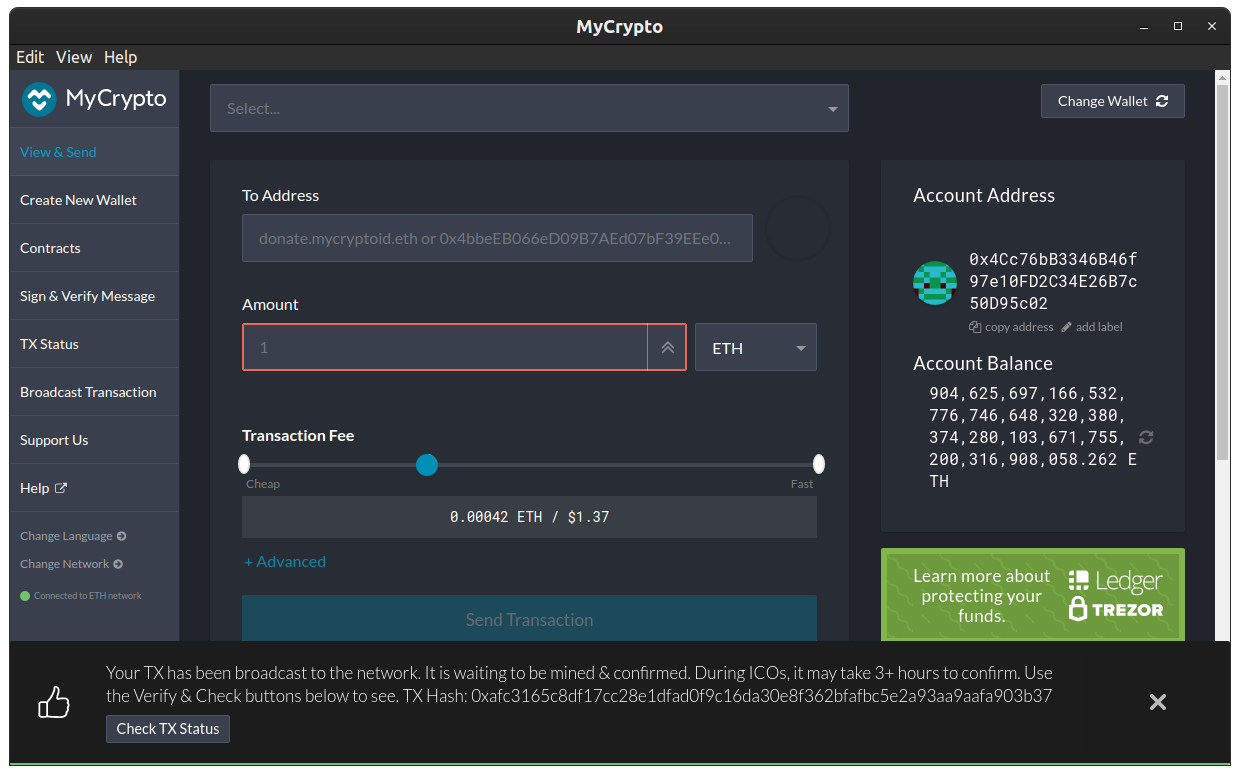 MyCrypto
Edit View Help
MyCrypto
View & Send
Create New Wallet
Contracts
Sign & Verify Message
TX Status
Broadcast Transaction
Support Us
Help
Change Language
Change Network
Connected to ETH network
Select...
Change Wallet
To Address
donate.mycryptoid.eth or 0x4bbeEB066eD09B7AEd07bF39EEe0...
Amount
1
ETH
Transaction Fee
Cheap Fast
0.00042 ETH / $1.37
+ Advanced
Send Transaction
Account Address
0x4Cc76bB3346B46f
97e10FD2C34E26B7c
50D95c02
copy address add label
Account Balance
904,625,697,166,532,
776,746,648,320,380,
374,280,103,671,755,
200,316,908,058.262 E
TH
Learn more about
protecting your
funds.
Ledger
TREZOR
Your TX has been broadcast to the network. It is waiting to be mined & confirmed. During ICOs, it may take 3+ hours to confirm. Use
the Verify & Check buttons below to see. TX Hash: 0xafc3165c8df17cc28e1dfad0f9c16da30e8f362bfafbc5e2a93aa9aafa903b37
Check TX Status